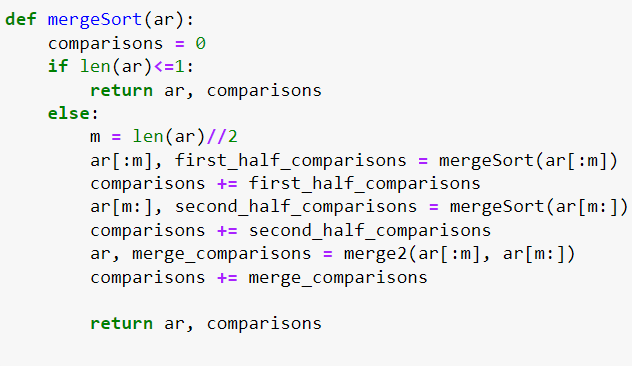 def mergeSort(ar):
    comparisons = 0
    if len(ar)<=1:
        return ar, comparisons
    else:
        m = len(ar)//2
        ar[:m], first_half_comparisons = mergeSort(ar[:m])
        comparisons += first_half_comparisons
        ar[m:], second_half_comparisons = mergeSort(ar[m:])
        comparisons += second_half_comparisons
        ar, merge_comparisons = merge2(ar[:m], ar[m:])
        comparisons += merge_comparisons

        return ar, comparisons